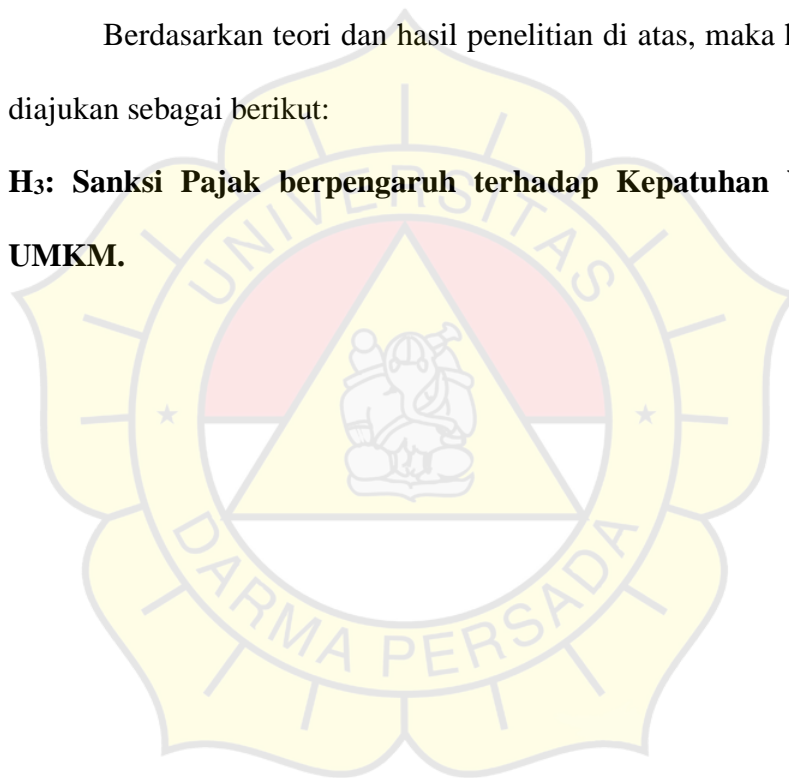 Berdasarkan teori dan hasil penelitian di atas, maka
diajukan sebagai berikut:
H₃: Sanksi Pajak berpengaruh terhadap Kepatuhan
UMKM.
UNIVERSITAS
DARMA PERSADA